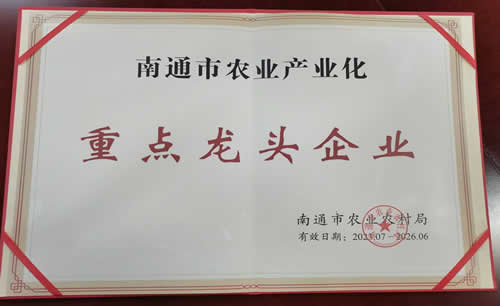 南通市农业产业化
重点龙头企业
南通市农业农村局
有效日期：2023.07－2026.06